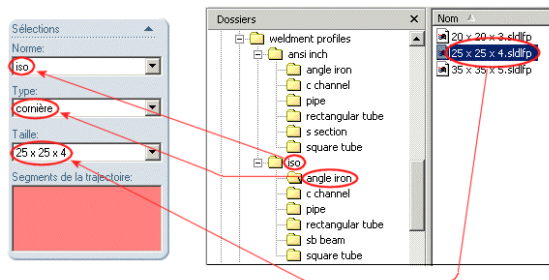 Sélections
Norme:
iso
Type:
cornière
Taille:
25 x 25 x 4
Segments de la trajectoire:
Dossiers
weldment profiles
ansi inch
angle iron
c channel
pipe
rectangular tube
s section
square tube
iso
angle iron
c channel
pipe
rectangular tube
sb beam
square tube
Nom
20 x 20 x 3.sldlfp
25 x 25 x 4.sldlfp
35 x 35 x 5.sldlfp